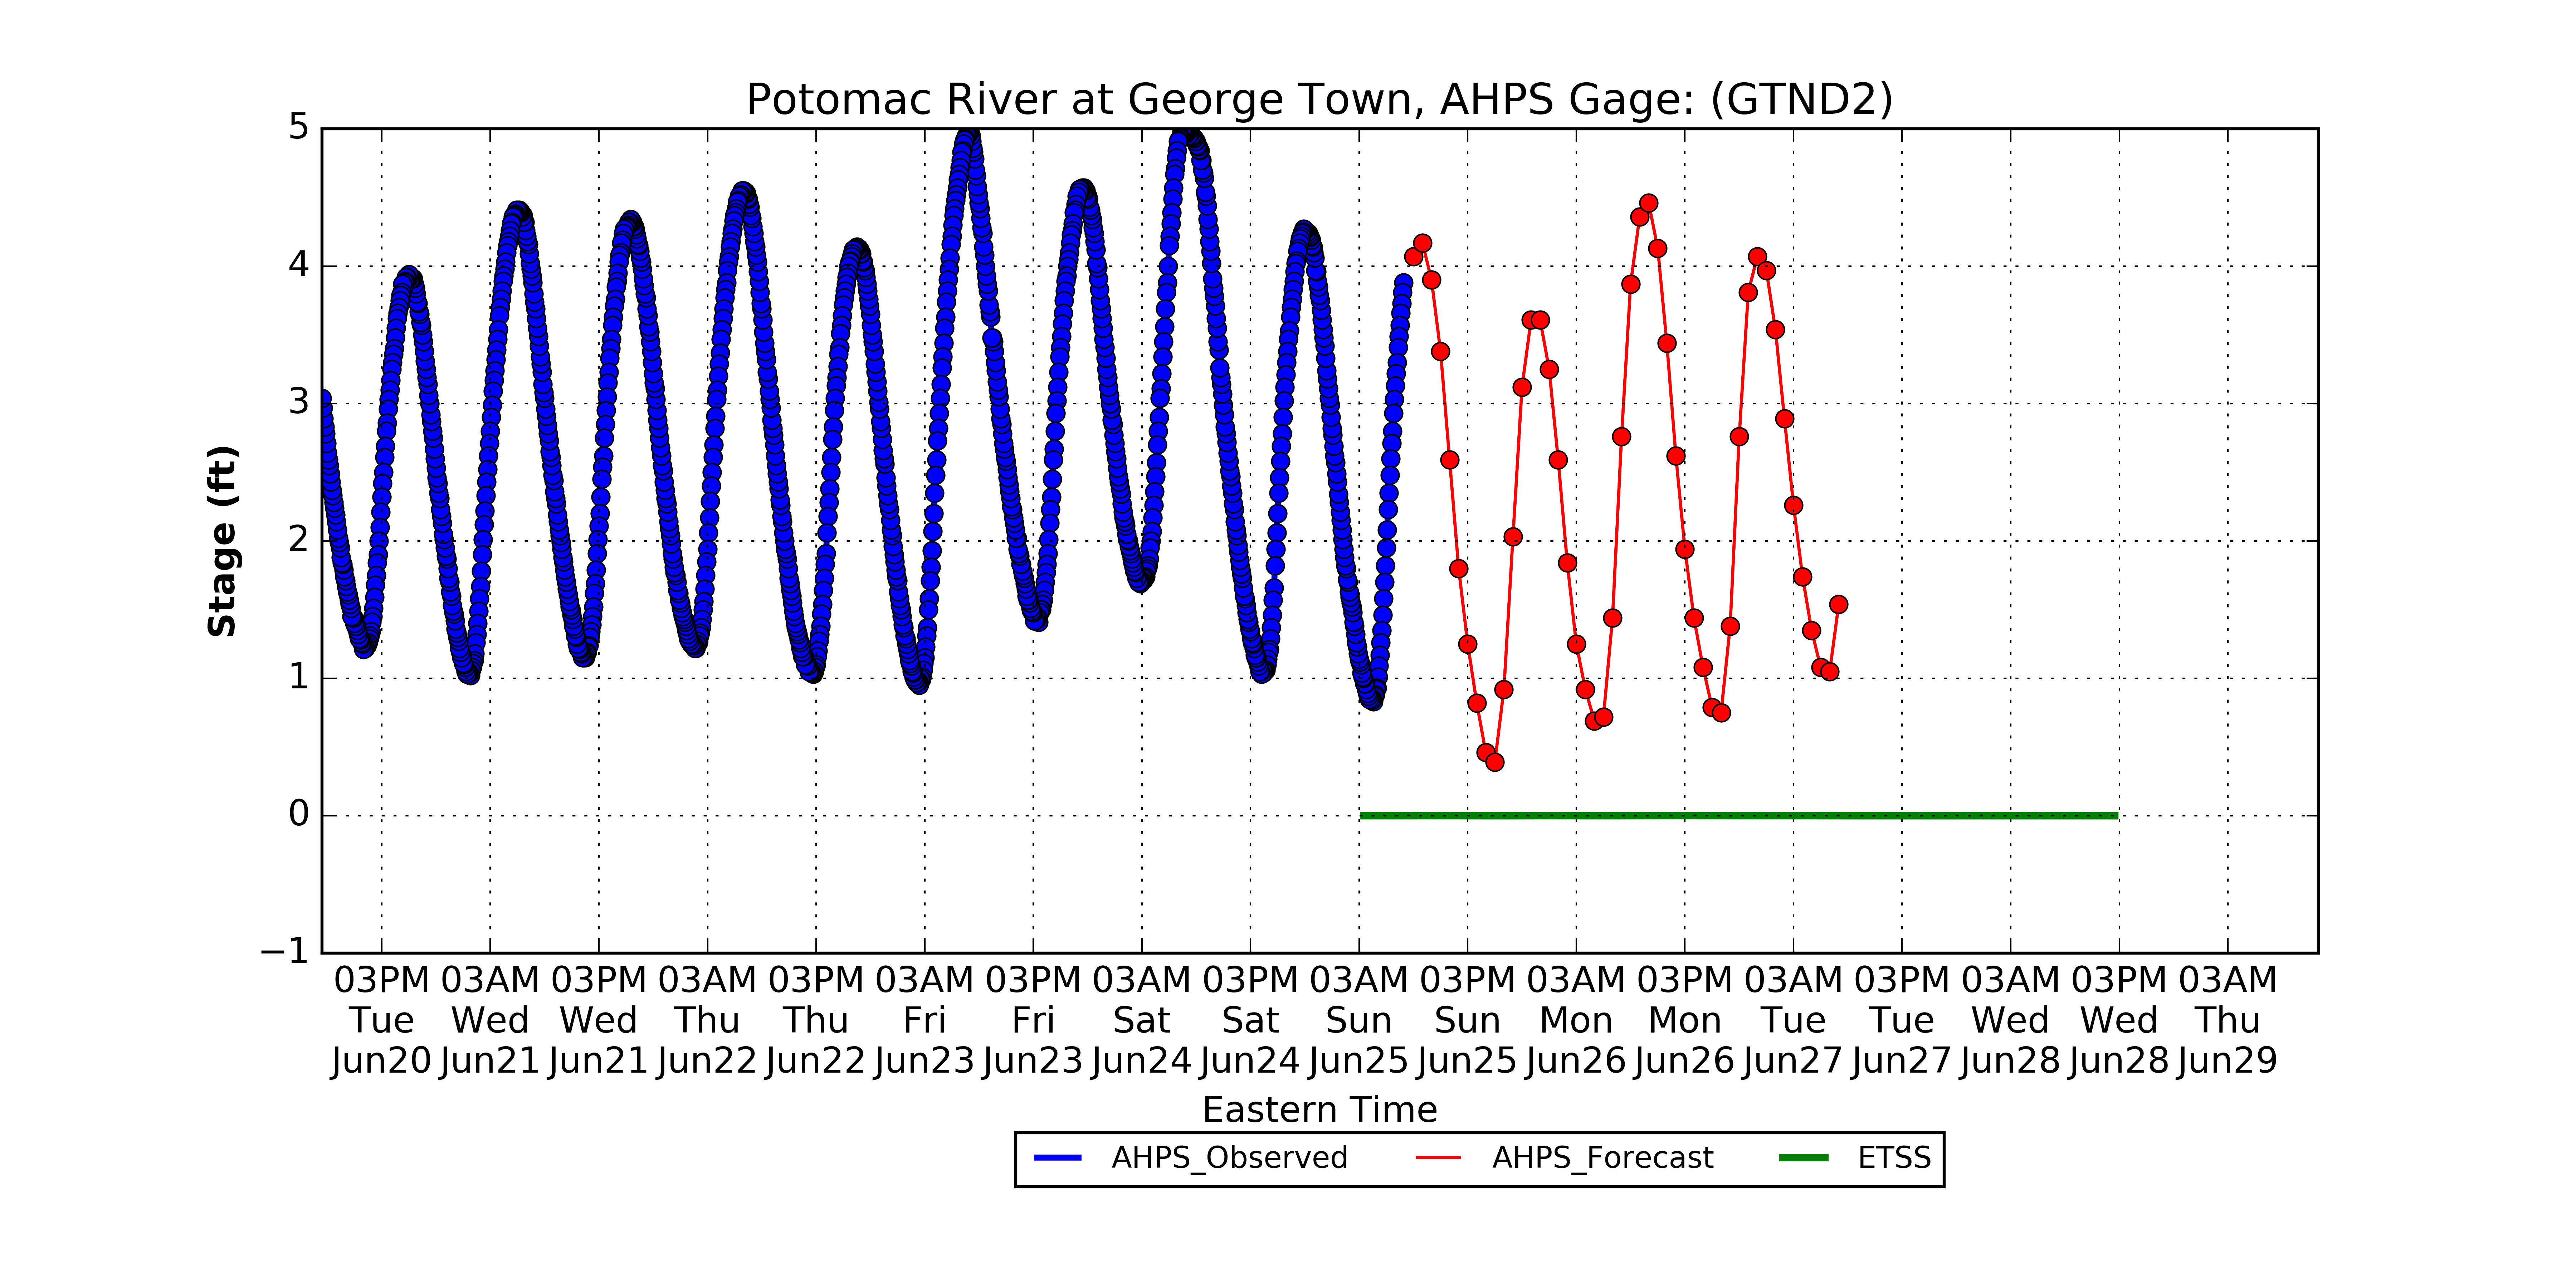 Potomac River at George Town, AHPS Gage: (GTND2)
5
4
3
2
1
0
−1
Stage (ft)
03PM 03AM 03PM 03AM 03PM 03AM 03PM 03AM 03PM 03AM 03PM 03AM 03PM 03AM 03PM 03AM 03PM 03AM
Tue Wed Wed Thu Thu Fri Fri Sat Sat Sun Sun Mon Mon Tue Tue Wed Wed Thu
Jun20 Jun21 Jun21 Jun22 Jun22 Jun23 Jun23 Jun24 Jun24 Jun25 Jun25 Jun26 Jun26 Jun27 Jun27 Jun28 Jun28 Jun29
Eastern Time
AHPS_Observed AHPS_Forecast ETSS